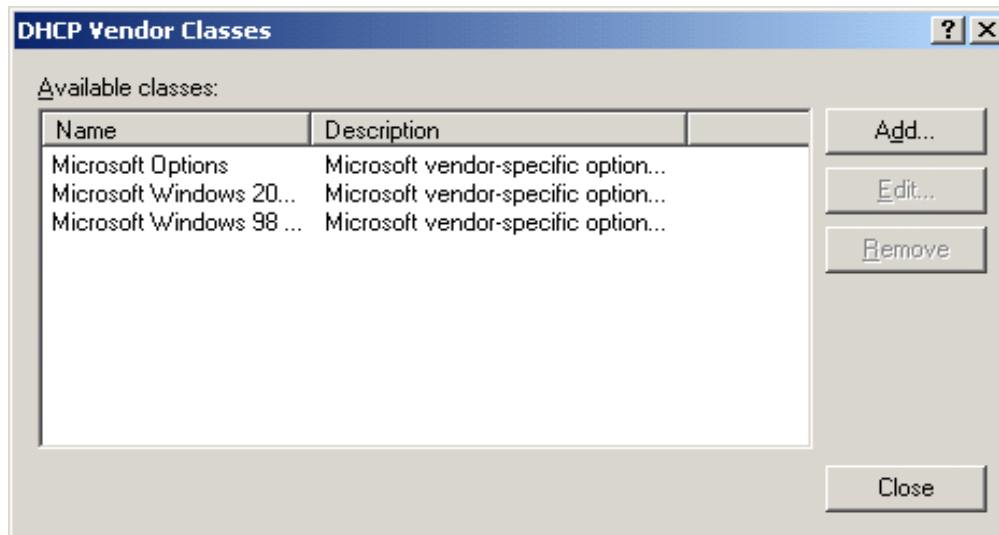 DHCP Vendor Classes
Available classes:
Name Description
Microsoft Options Microsoft vendor-specific option...
Microsoft Windows 20... Microsoft vendor-specific option...
Microsoft Windows 98 ... Microsoft vendor-specific option...
Add...
Edit...
Remove
Close